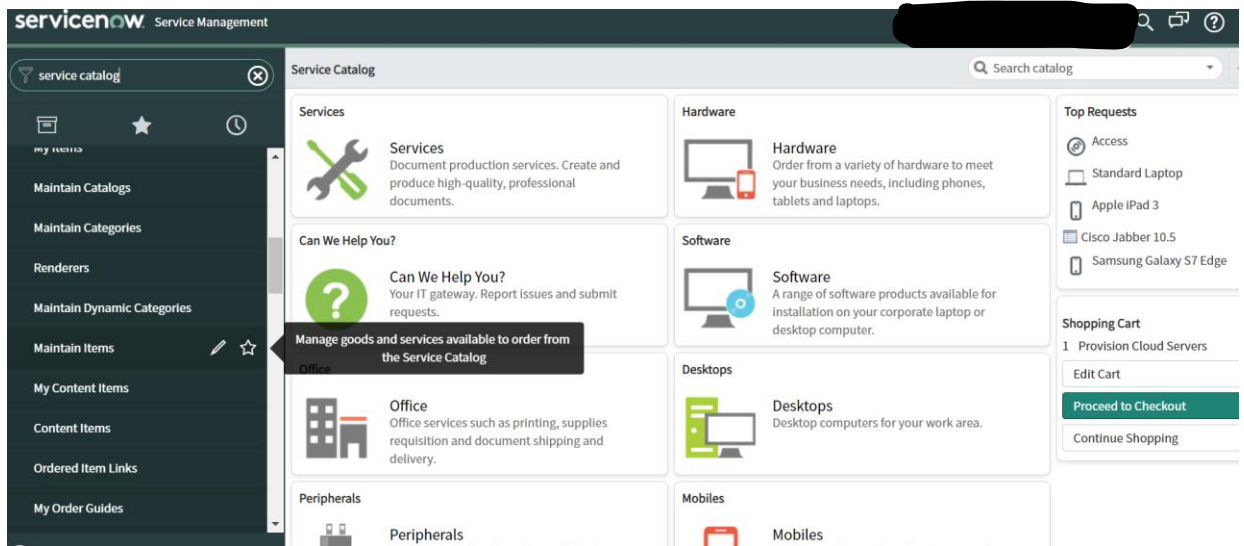 servicenow. Service Management
service catalog
My Items
Maintain Catalogs
Maintain Categories
Renderers
Maintain Dynamic Categories
Maintain Items
My Content Items
Content Items
Ordered Item Links
My Order Guides
Manage goods and services available to order from
the Service Catalog
Service Catalog
Search catalog
Services
Services
Document production services. Create and
produce high-quality, professional
documents.
Hardware
Hardware
Order from a variety of hardware to meet
your business needs, including phones,
tablets and laptops.
Can We Help You?
Can We Help You?
Your IT gateway. Report issues and submit
requests.
Software
Software
A range of software products available for
installation on your corporate laptop or
desktop computer.
Office
Office
Office services such as printing, supplies
requisition and document shipping and
delivery.
Desktops
Desktops
Desktop computers for your work area.
Peripherals
Peripherals
Mobiles
Mobiles
Top Requests
Access
Standard Laptop
Apple iPad 3
Cisco Jabber 10.5
Samsung Galaxy S7 Edge
Shopping Cart
1 Provision Cloud Servers
Edit Cart
Proceed to Checkout
Continue Shopping